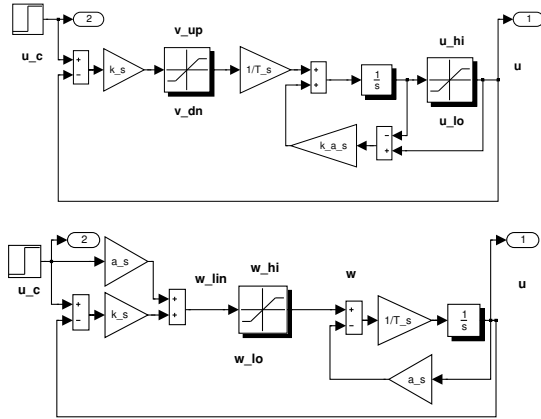 2
1
v_up
u_hi
u_c
+
−
k_s
1/T_s
+
+
1
s
u
v_dn
u_lo
k_a_s
−
+
2
1
a_s
w_lin
w_hi
w
u
u_c
+
−
k_s
+
+
+
−
1/T_s
1
s
w_lo
a_s